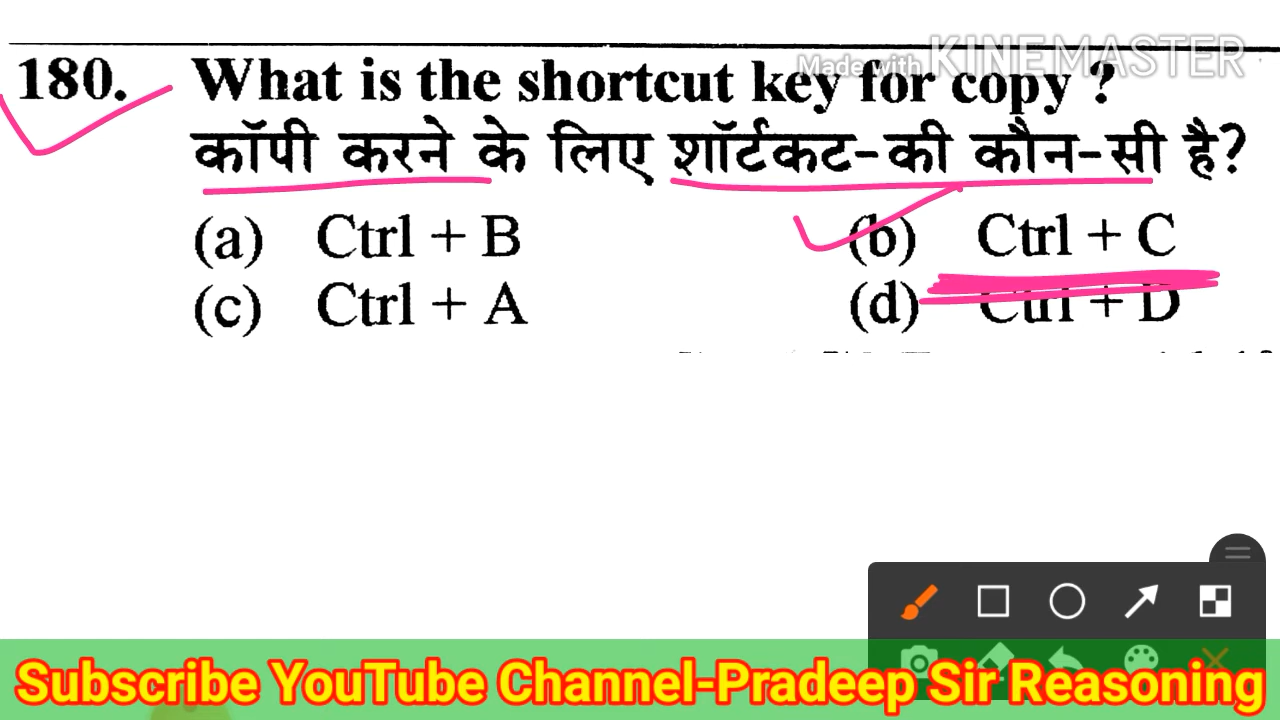 Made with KINEMASTER
180. What is the shortcut key for copy ?
कॉपी करने के लिए शॉर्टकट-की कौन-सी है?
(a) Ctrl + B (b) Ctrl + C
(c) Ctrl + A (d) Ctrl + D
Subscribe YouTube Channel-Pradeep Sir Reasoning